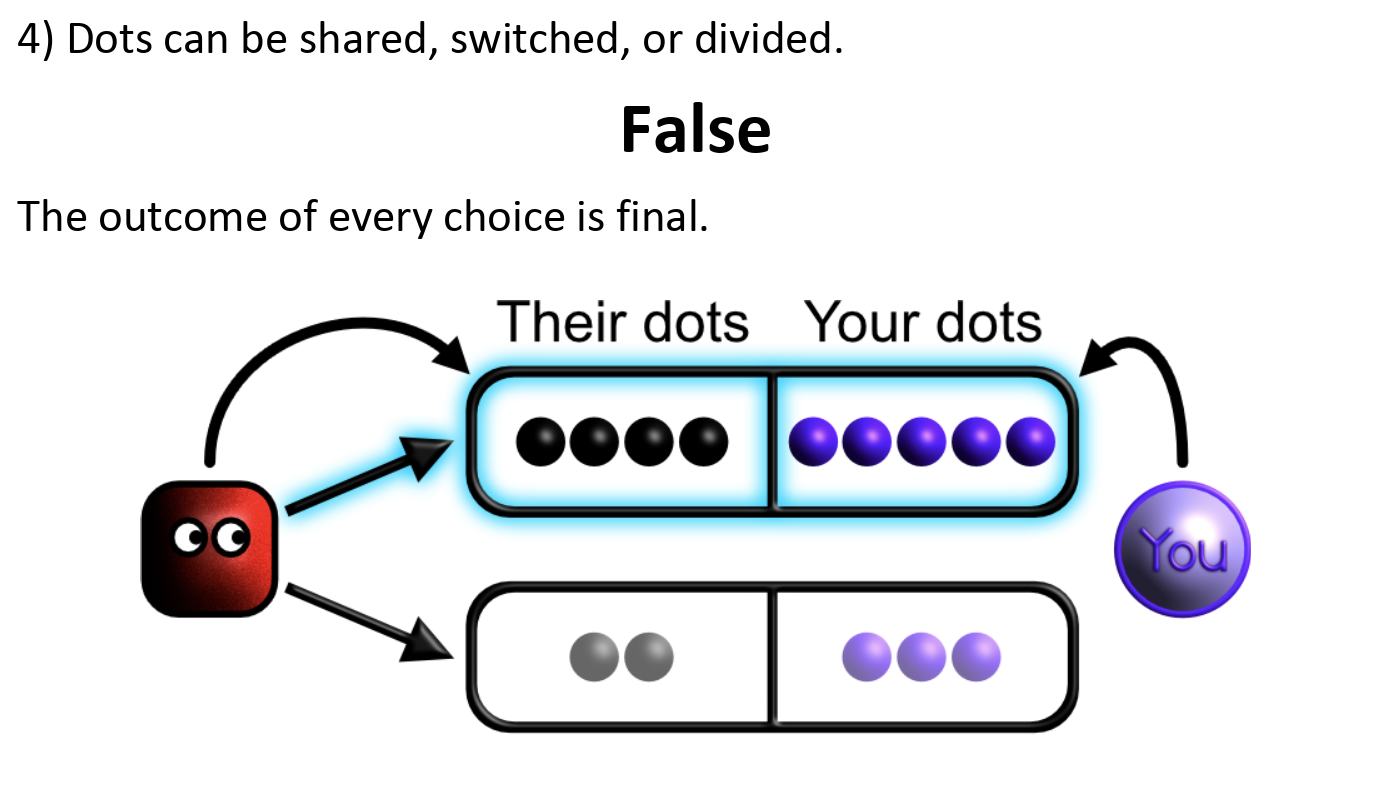 4) Dots can be shared, switched, or divided.
False
The outcome of every choice is final.
Their dots Your dots
You